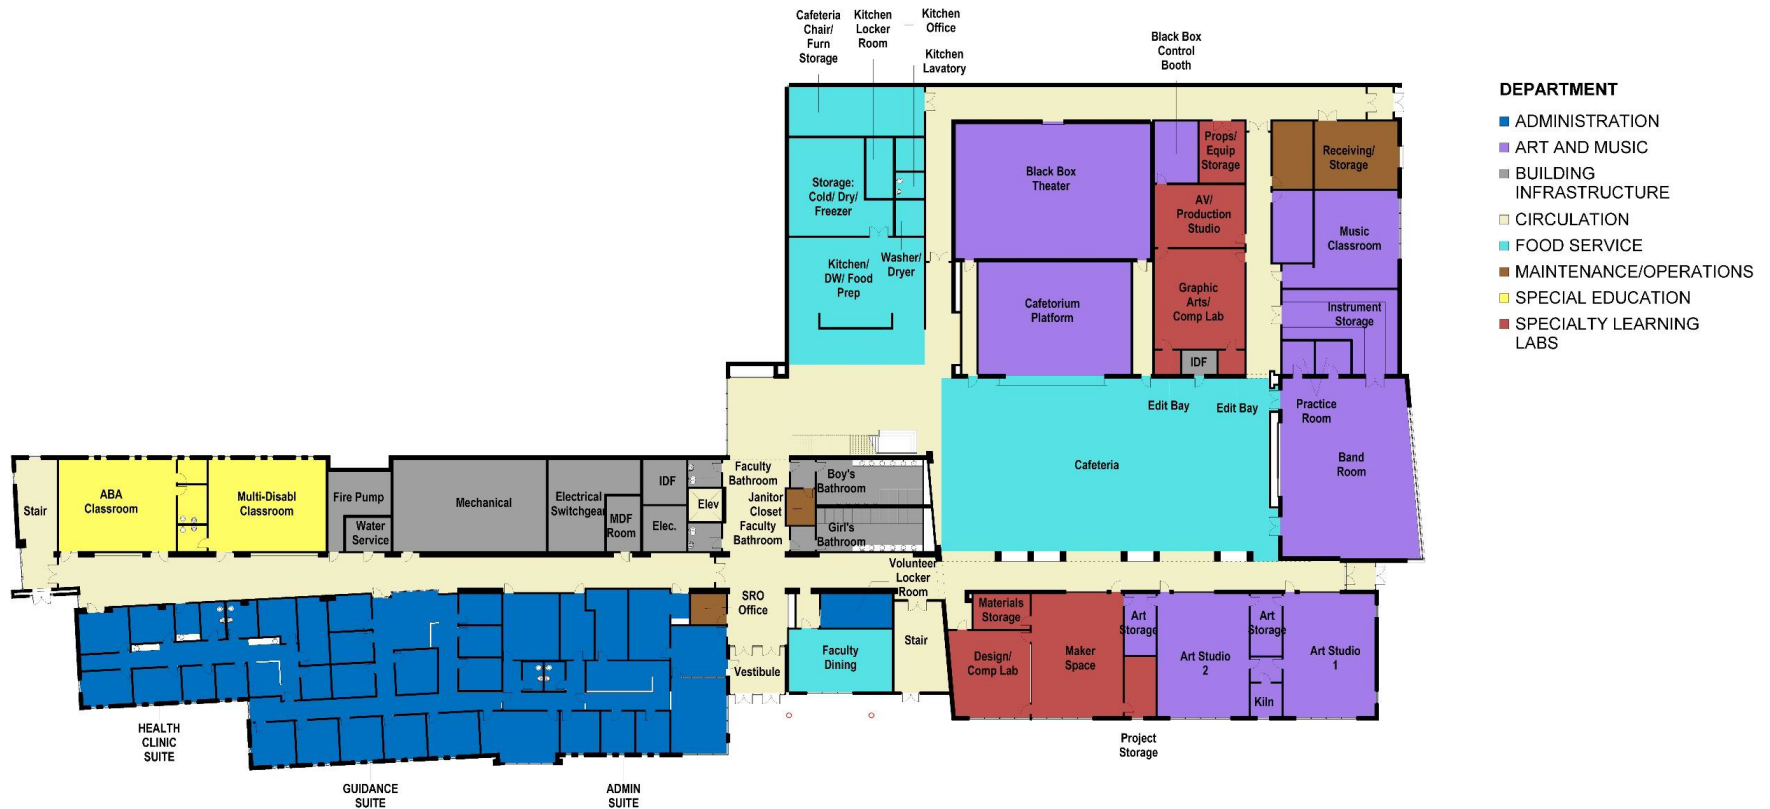 Cafeteria
Chair/
Furn
Storage
Kitchen
Locker
Room
Kitchen
Office
Kitchen
Lavatory
Black Box
Control
Booth
DEPARTMENT
ADMINISTRATION
ART AND MUSIC
BUILDING
INFRASTRUCTURE
CIRCULATION
FOOD SERVICE
MAINTENANCE/OPERATIONS
SPECIAL EDUCATION
SPECIALTY LEARNING
LABS
Storage:
Cold/ Dry/
Freezer
Kitchen/
DW/ Food
Prep
Washer/
Dryer
Black Box
Theater
Cafetorium
Platform
Props/
Equip
Storage
AV/
Production
Studio
Graphic
Arts/
Comp Lab
IDF
Receiving/
Storage
Music
Classroom
Instrument
Storage
Edit Bay
Edit Bay
Practice
Room
Band
Room
Cafeteria
Stair
ABA
Classroom
Multi-Disabl
Classroom
Fire Pump
Water
Service
Mechanical
Electrical
Switchgear
IDF
MDF
Room
Elec.
Elev
Faculty
Bathroom
Janitor
Closet
Faculty
Bathroom
Boy's
Bathroom
Girl's
Bathroom
Volunteer
Locker
Room
SRO
Office
Vestibule
Faculty
Dining
Stair
Materials
Storage
Design/
Comp Lab
Maker
Space
Art
Storage
Art Studio
2
Art
Storage
Kiln
Art Studio
1
Project
Storage
HEALTH
CLINIC
SUITE
GUIDANCE
SUITE
ADMIN
SUITE